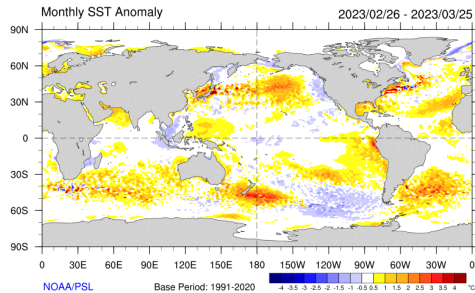 Monthly SST Anomaly 2023/02/26 - 2023/03/25
90N
60N
30N
0
30S
60S
90S
0 30E 60E 90E 120E 150E 180 150W 120W 90W 60W 30W 0
NOAA/PSL Base Period: 1991-2020
-4 -3.5 -3 -2.5 -2 -1.5 -1 -0.5 0.5 1 1.5 2 2.5 3 3.5 4 °C